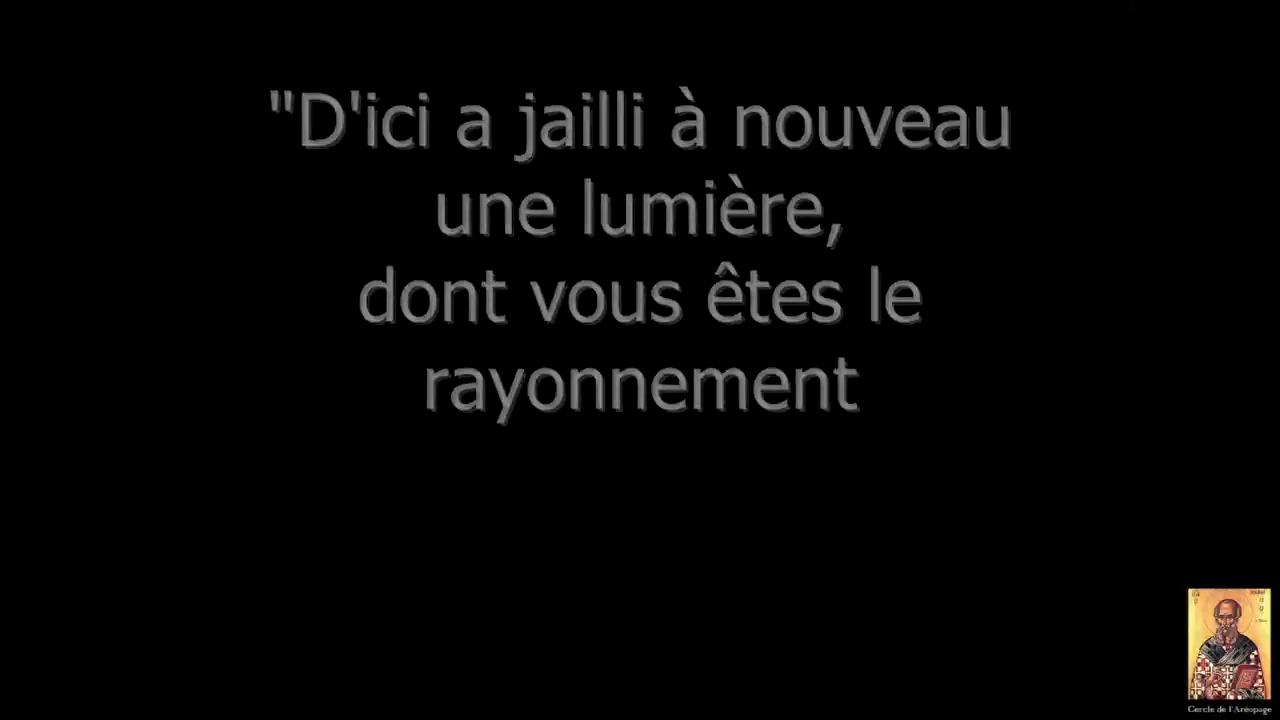 "D'ici a jailli à nouveau
une lumière,
dont vous êtes le
rayonnement
Cercle de l'Aréopage